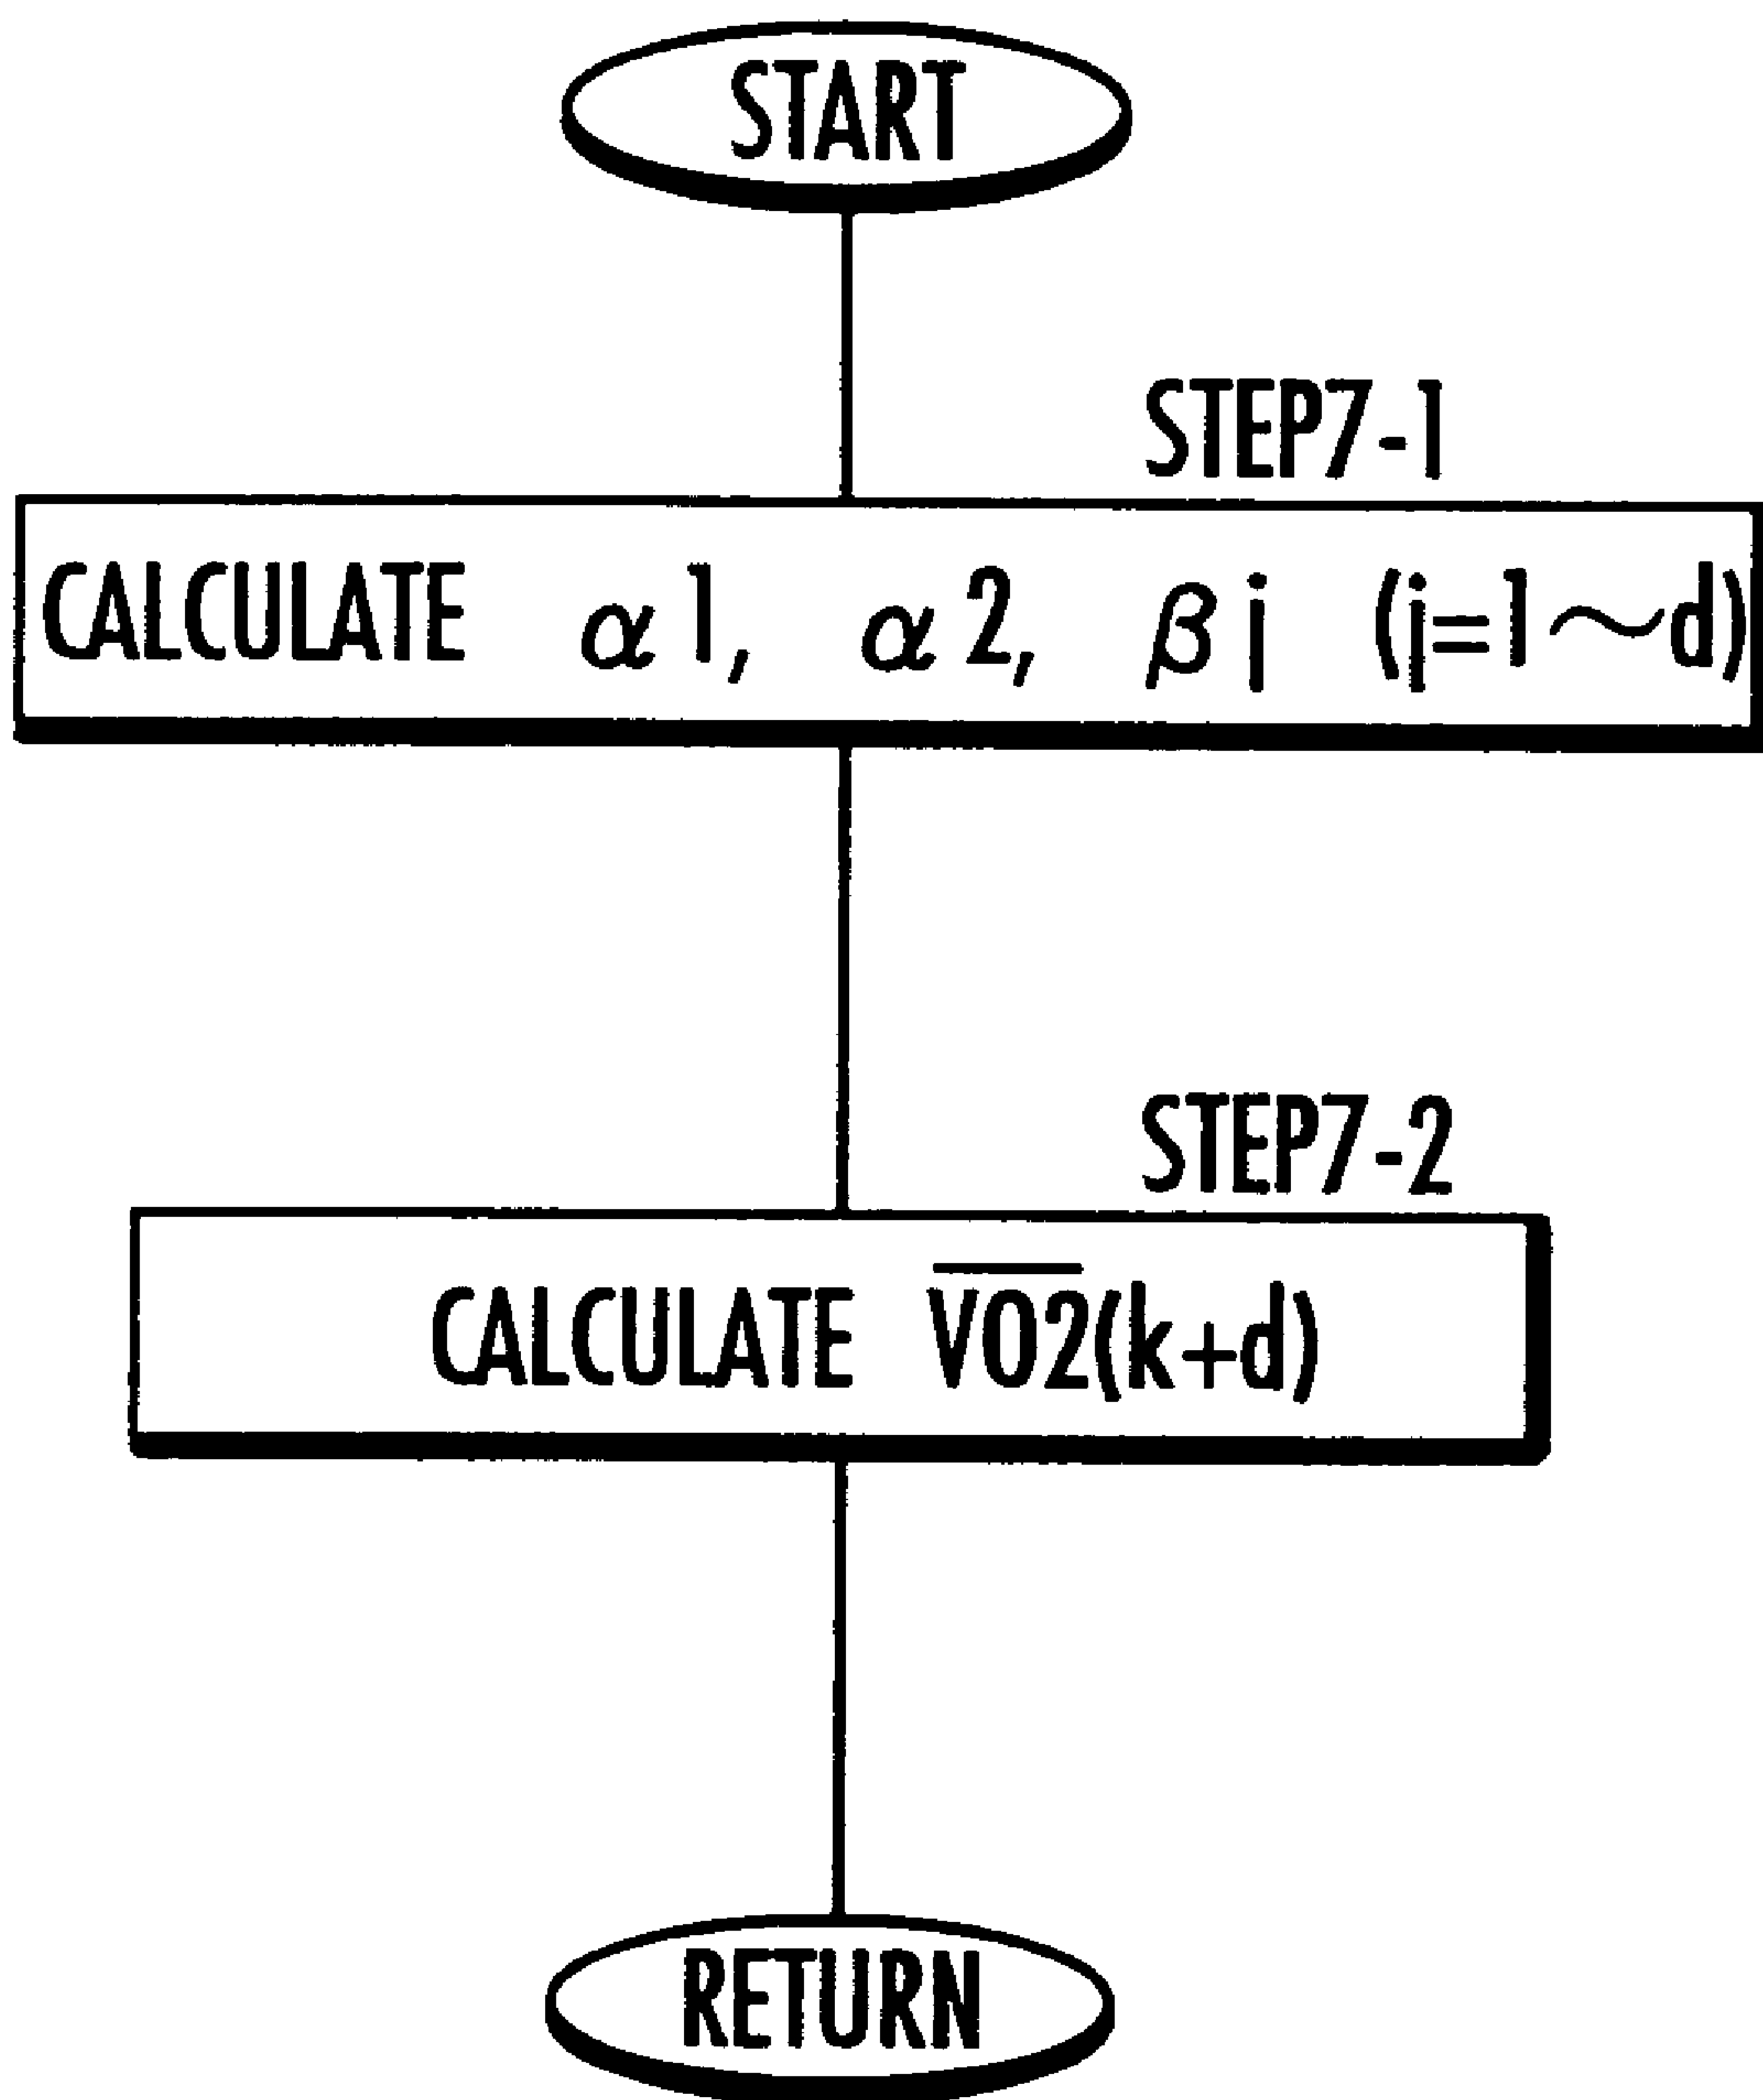 START
STEP7-1
CALCULATE α1, α2, βj (j=1～d)
STEP7-2
CALCULATE V̅O̅2̅(k+d)
RETURN